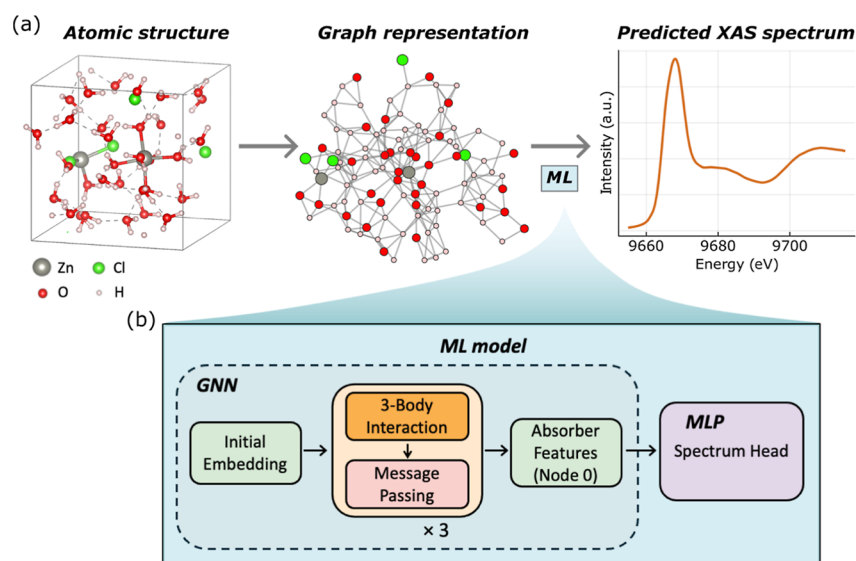 (a)
Atomic structure
Graph representation
Predicted XAS spectrum
ML
Intensity (a.u.)
9660 9680 9700
Energy (eV)
Zn Cl
O H
(b)
ML model
GNN
Initial
Embedding
3-Body
Interaction
Message
Passing
× 3
Absorber
Features
(Node 0)
MLP
Spectrum Head